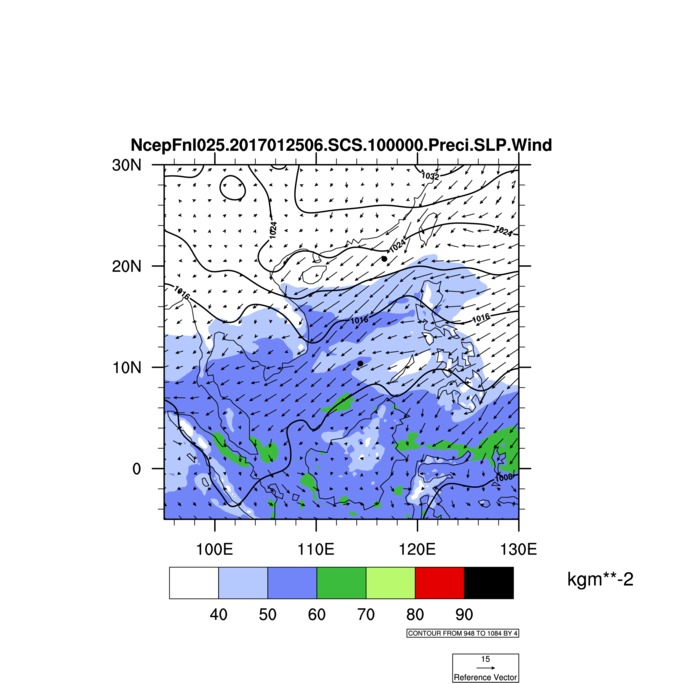 NcepFnl025.2017012506.SCS.100000.Preci.SLP.Wind
30N
1032
1024
1024
1024
20N
1016
1016
1016
10N
0
1008
100E 110E 120E 130E
kgm**-2
40 50 60 70 80 90
CONTOUR FROM 948 TO 1084 BY 4
15
Reference Vector